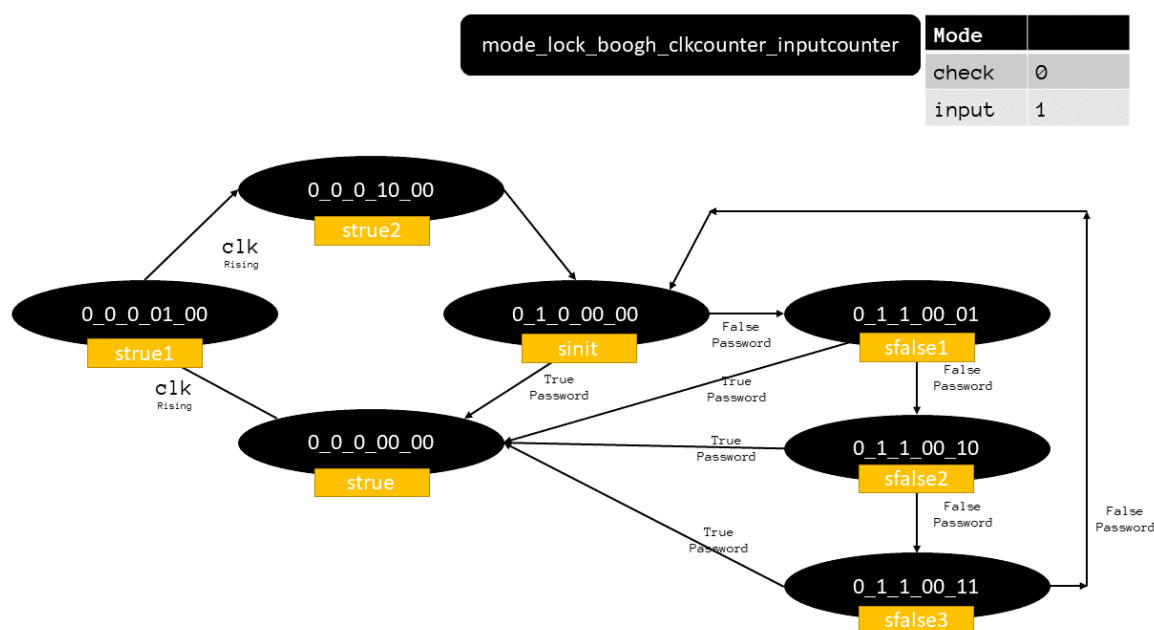 mode_lock_boogh_clkcounter_inputcounter
Mode
check 0
input 1
0_0_0_10_00
strue2
clk
Rising
0_0_0_01_00
strue1
clk
Rising
0_1_0_00_00
sinit
False
Password
0_1_1_00_01
sfalse1
True
Password
True
Password
False
Password
0_0_0_00_00
strue
True
Password
0_1_1_00_10
sfalse2
False
Password
False
Password
True
Password
0_1_1_00_11
sfalse3